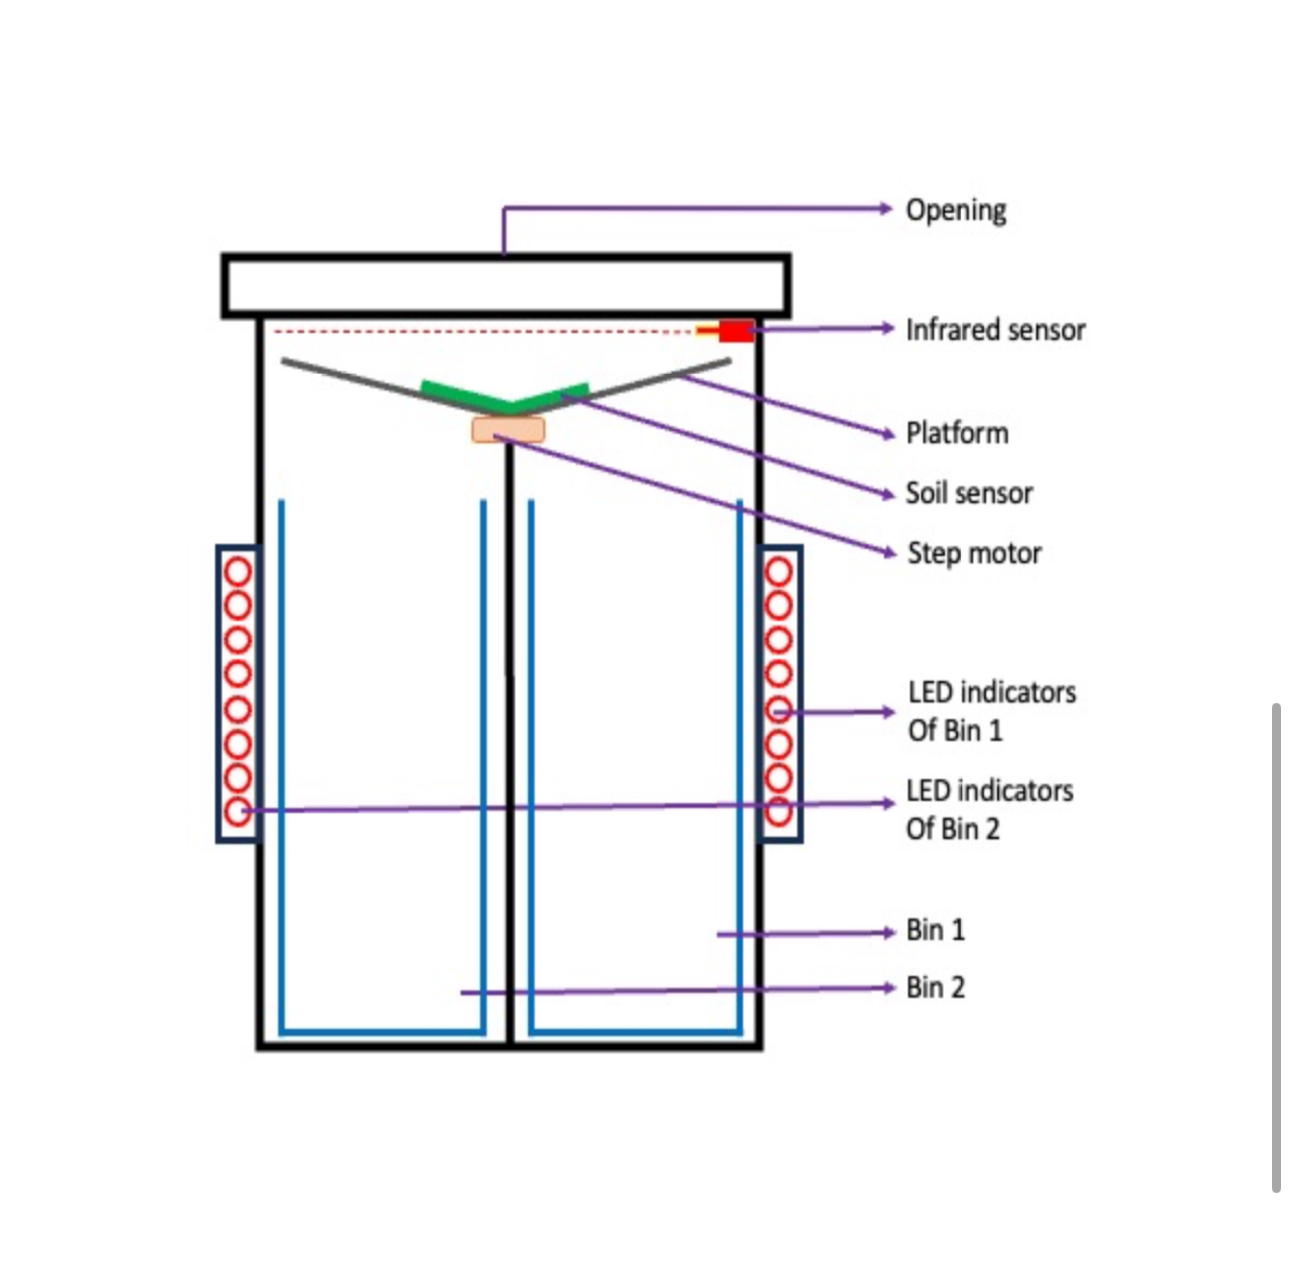 Opening
Infrared sensor
Platform
Soil sensor
Step motor
LED indicators
Of Bin 1
LED indicators
Of Bin 2
Bin 1
Bin 2